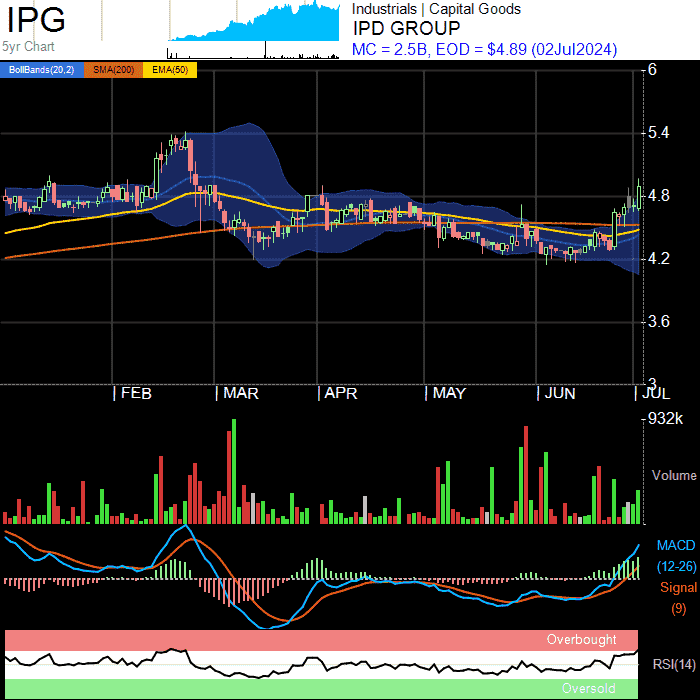 IPG
5yr Chart
Industrials | Capital Goods
IPD GROUP
MC = 2.5B, EOD = $4.89 (02Jul2024)
BollBands(20,2) SMA(200) EMA(50)
6
5.4
4.8
4.2
3.6
3
FEB MAR APR MAY JUN JUL
932k
Volume
MACD
(12-26)
Signal
(9)
Overbought
RSI(14)
Oversold